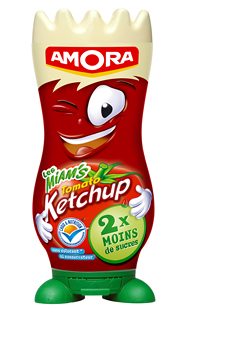 AMORA
Les
MIAM'S
Tomato
Ketchup
2x
MOINS
de sucres